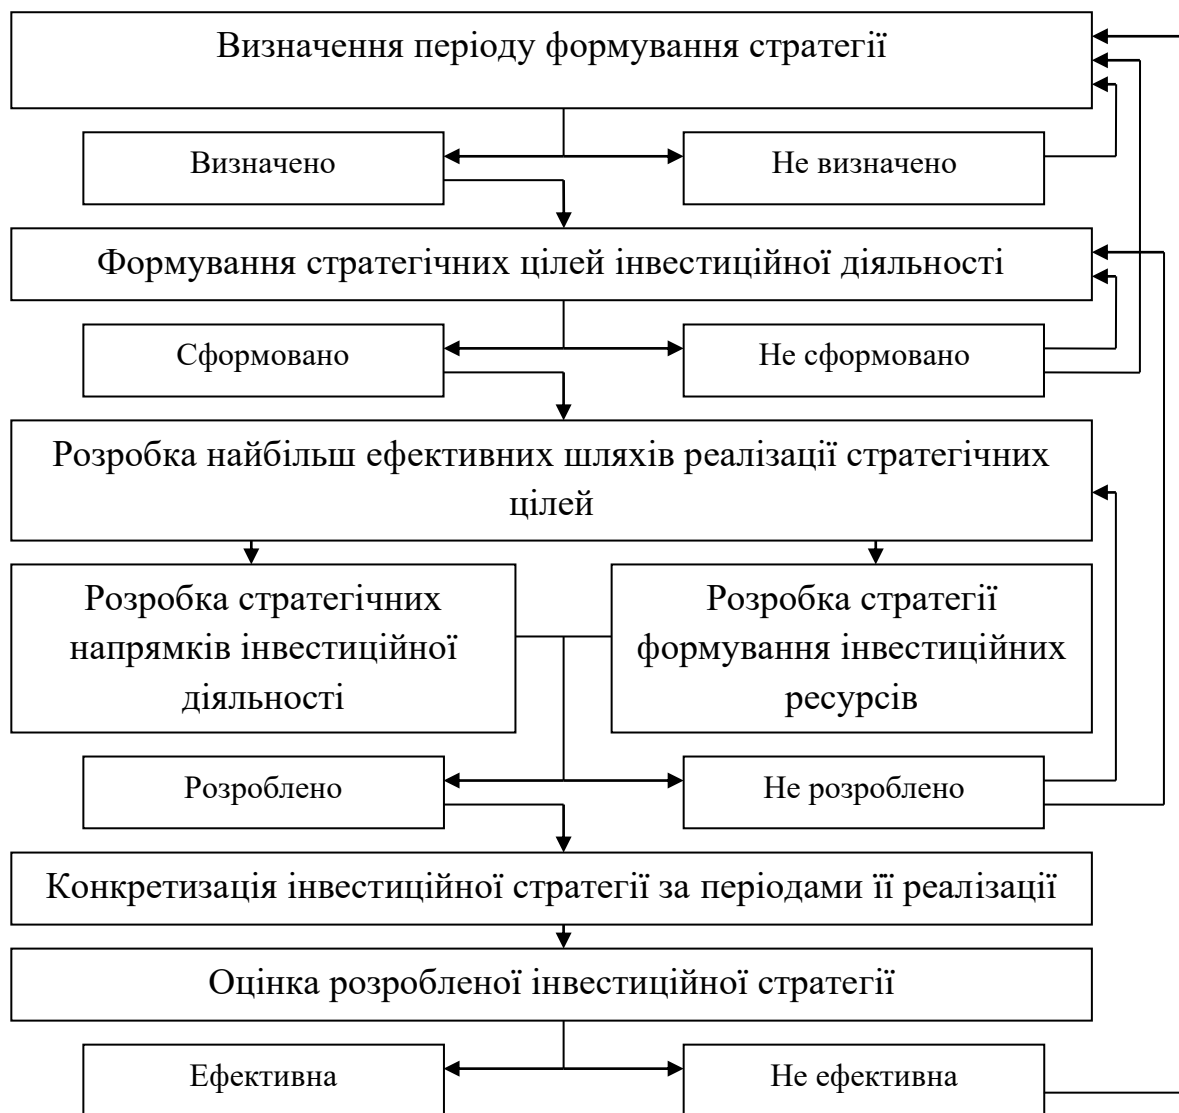 Визначення періоду формування стратегії
Визначено
Не визначено
Формування стратегічних цілей інвестиційної діяльності
Сформовано
Не сформовано
Розробка найбільш ефективних шляхів реалізації стратегічних
цілей
Розробка стратегічних
напрямків інвестиційної
діяльності
Розробка стратегії
формування інвестиційних
ресурсів
Розроблено
Не розроблено
Конкретизація інвестиційної стратегії за періодами її реалізації
Оцінка розробленої інвестиційної стратегії
Ефективна
Не ефективна